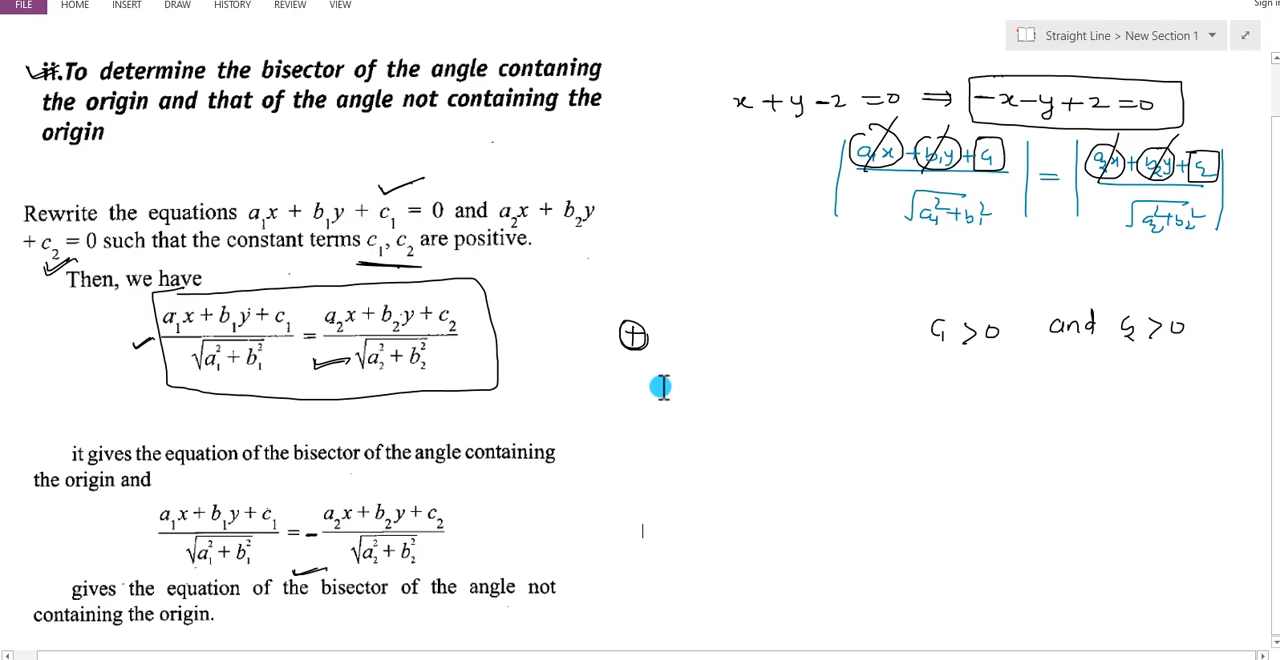 FILE HOME INSERT DRAW HISTORY REVIEW VIEW
Sign i
Straight Line > New Section 1
ii.To determine the bisector of the angle contaning
the origin and that of the angle not containing the
origin
x + y - 2 = 0 ⇒ -x-y+2=0
|a₁x + b₁y + c₁ / √a₁²+b₁²| = |a₂x + b₂y + c₂ / √a₂²+b₂²|
Rewrite the equations a₁x + b₁y + c₁ = 0 and a₂x + b₂y
+ c₂ = 0 such that the constant terms c₁, c₂ are positive.
Then, we have
a₁x + b₁y + c₁ / √a₁² + b₁² = a₂x + b₂y + c₂ / √a₂² + b₂²
+
c₁ > 0 and c₂ > 0
it gives the equation of the bisector of the angle containing
the origin and
a₁x + b₁y + c₁ / √a₁² + b₁² = - a₂x + b₂y + c₂ / √a₂² + b₂²
gives the equation of the bisector of the angle not
containing the origin.